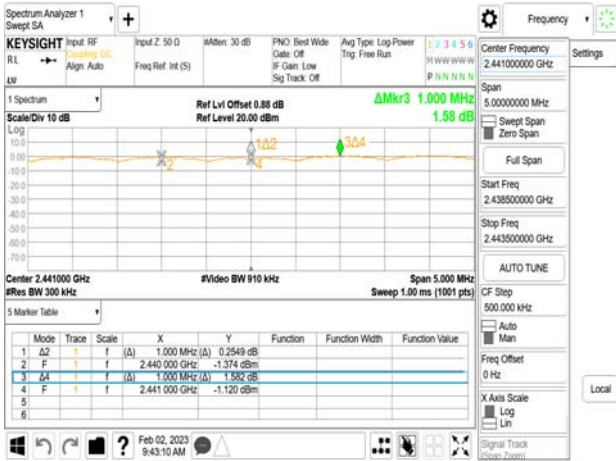 Spectrum Analyzer 1
Swept SA
+
Frequency
KEYSIGHT
RL
Input: RF
Coupling: DC
Align: Auto
Input Z: 50 Ω
Freq Ref: Int (S)
#Atten: 30 dB
PNO: Best Wide
Gate: Off
IF Gain: Low
Sig Track: Off
Avg Type: Log-Power
Trig: Free Run
1 2 3 4 5 6
M W W W W W
P N N N N N
1 Spectrum
Scale/Div 10 dB
Ref Lvl Offset 0.88 dB
Ref Level 20.00 dBm
ΔMkr3 1.000 MHz
1.58 dB
Log
10.0
0.00
-10.0
-20.0
-30.0
-40.0
-50.0
-60.0
-70.0
1Δ2
3Δ4
2
4
Center 2.441000 GHz
#Res BW 300 kHz
#Video BW 910 kHz
Span 5.000 MHz
Sweep 1.00 ms (1001 pts)
5 Marker Table
Mode Trace Scale X Y Function Function Width Function Value
1 Δ2 1 f (Δ) 1.000 MHz (Δ) 0.2549 dB
2 F 1 f 2.440 000 GHz -1.374 dBm
3 Δ4 1 f (Δ) 1.000 MHz (Δ) 1.582 dB
4 F 1 f 2.441 000 GHz -1.120 dBm
5
6
Feb 02, 2023
9:43:10 AM
?
Center Frequency
2.441000000 GHz
Settings
Span
5.00000000 MHz
Swept Span
Zero Span
Full Span
Start Freq
2.438500000 GHz
Stop Freq
2.443500000 GHz
AUTO TUNE
CF Step
500.000 kHz
Auto
Man
Freq Offset
0 Hz
X Axis Scale
Log
Lin
Local
Signal Track
(Span Zoom)